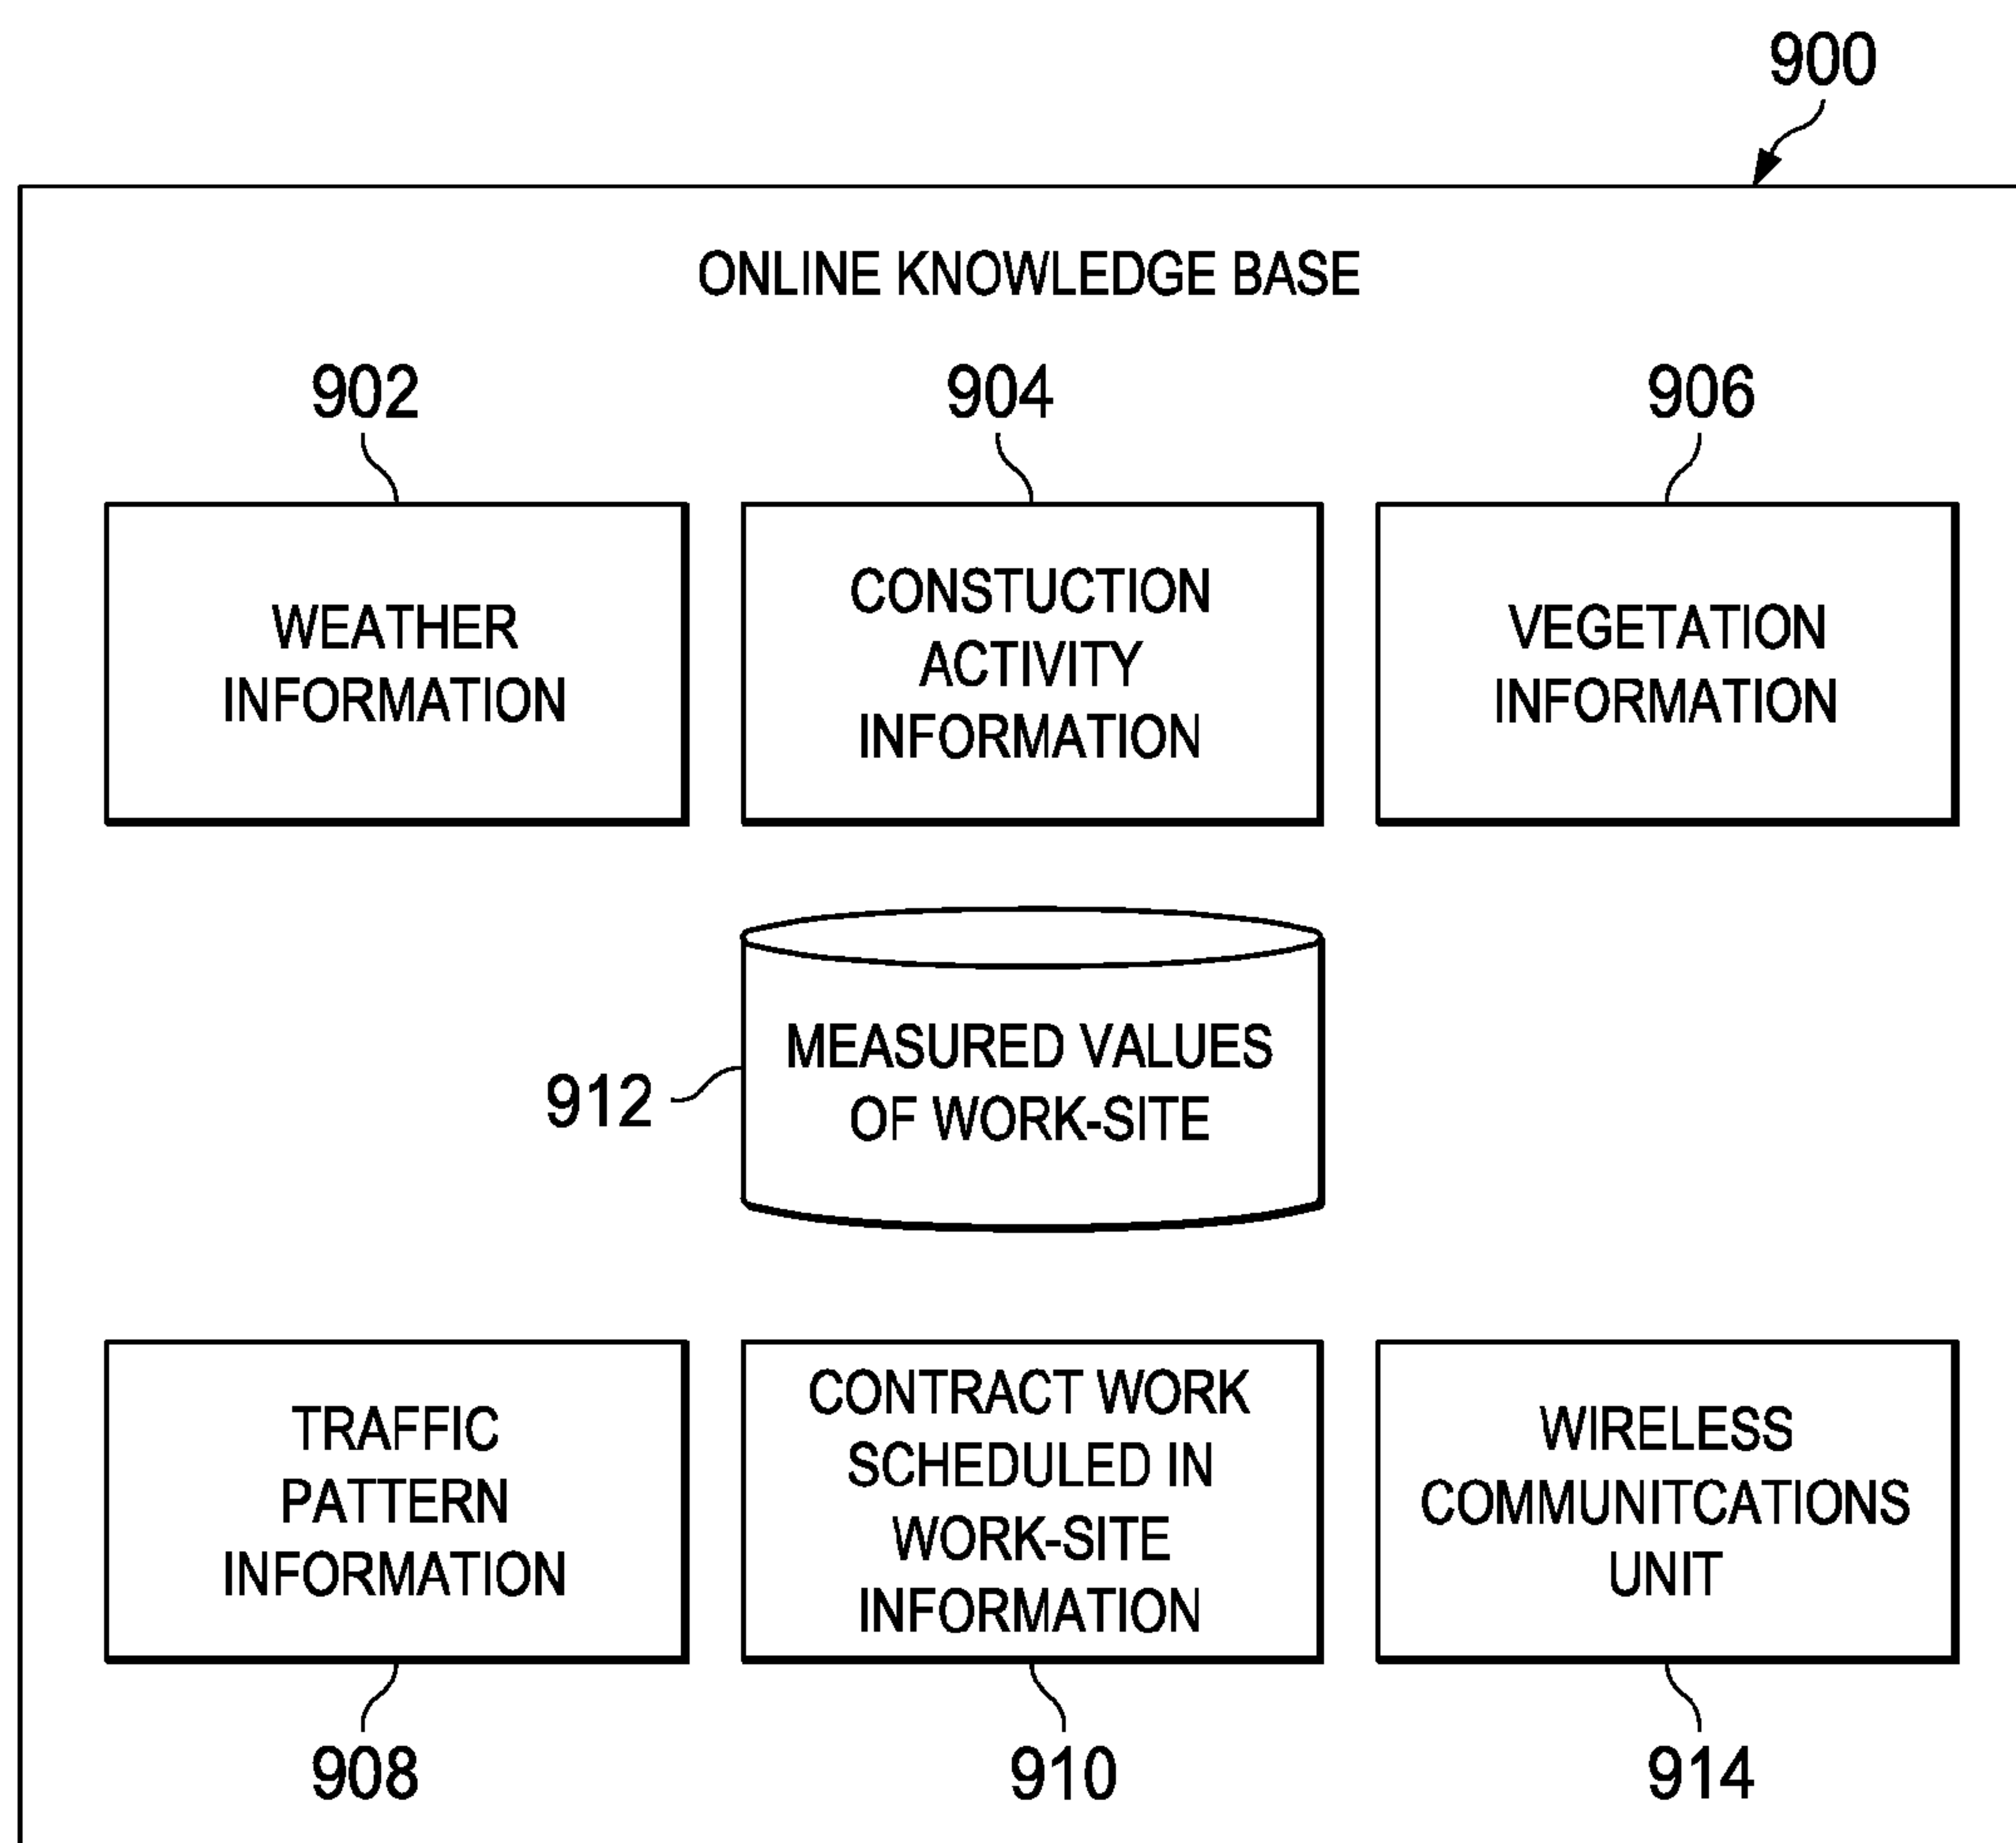 900
ONLINE KNOWLEDGE BASE
902
904
906
WEATHER
INFORMATION
CONSTUCTION
ACTIVITY
INFORMATION
VEGETATION
INFORMATION
912
MEASURED VALUES
OF WORK-SITE
TRAFFIC
PATTERN
INFORMATION
CONTRACT WORK
SCHEDULED IN
WORK-SITE
INFORMATION
WIRELESS
COMMUNITCATIONS
UNIT
908
910
914